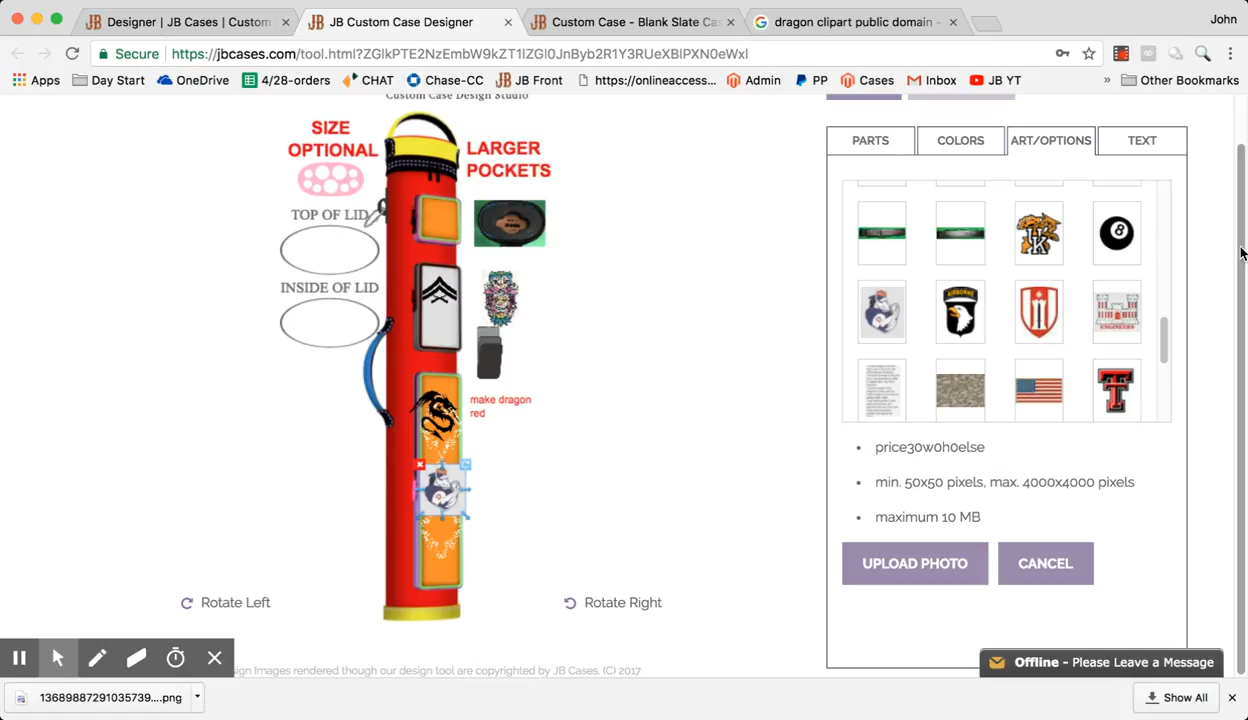 Designer | JB Cases | Custom
JB Custom Case Designer
Custom Case - Blank Slate Cas
dragon clipart public domain -
John
Secure
https://jbcases.com/tool.html?ZGlkPTE2NzEmbW9kZT1lZGl0JnByb2R1Y3RUeXBlPXN0eWxl
Apps
Day Start
OneDrive
4/28-orders
CHAT
Chase-CC
JB Front
https://onlineaccess...
Admin
PP
Cases
Inbox
JB YT
»
Other Bookmarks
Custom Case Design Studio
SIZE
OPTIONAL
LARGER
POCKETS
TOP OF LID
INSIDE OF LID
make dragon
red
Rotate Left
Rotate Right
PARTS
COLORS
ART/OPTIONS
TEXT
K
8
AIRBORNE
T
• price30w0h0else
• min. 50x50 pixels, max. 4000x4000 pixels
• maximum 10 MB
UPLOAD PHOTO
CANCEL
sign Images rendered though our design tool are copyrighted by JB Cases. (C) 2017
Offline - Please Leave a Message
13689887291035739....png
Show All